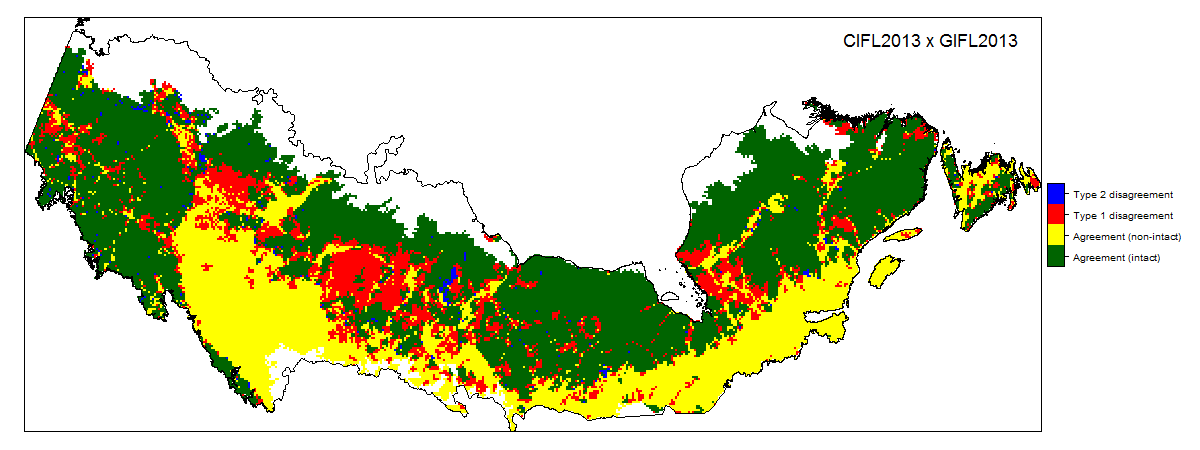 CIFL2013 x GIFL2013
Type 2 disagreement
Type 1 disagreement
Agreement (non-intact)
Agreement (intact)